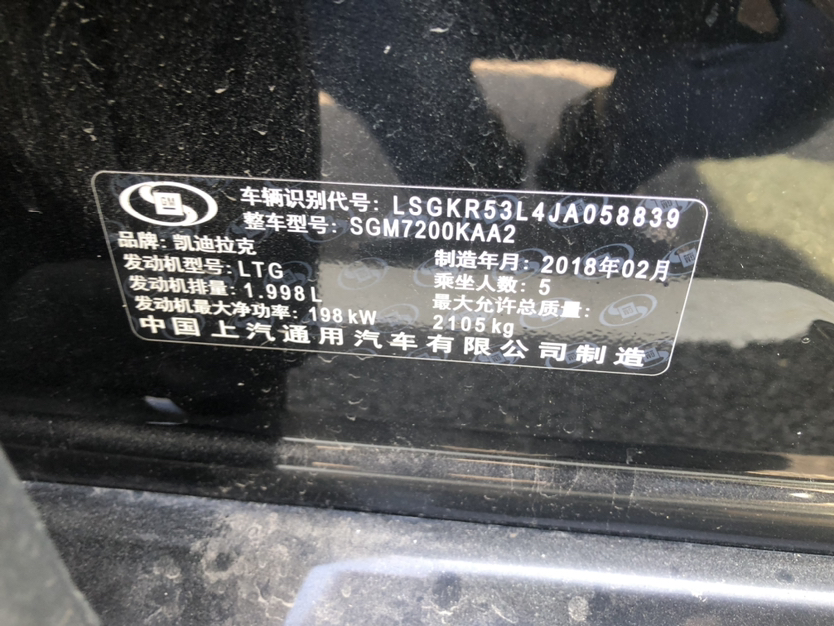 车辆识别代号: LSGKR53L4JA058839
整车型号: SGM7200KAA2
品牌: 凯迪拉克
制造年月: 2018年02月
发动机型号: LTG
乘坐人数: 5
发动机排量: 1.998L
最大允许总质量:
发动机最大净功率: 198kW
2105kg
中国上汽通用汽车有限公司制造